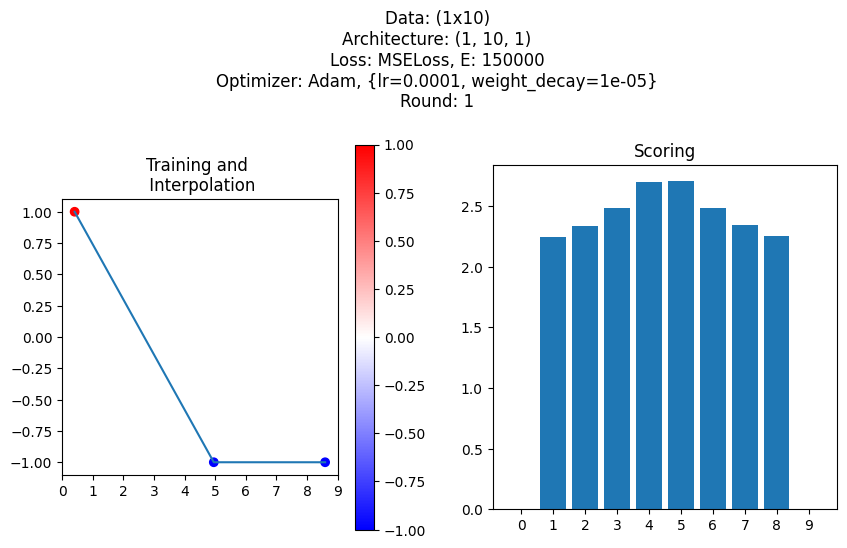 Data: (1x10)
Architecture: (1, 10, 1)
Loss: MSELoss, E: 150000
Optimizer: Adam, {lr=0.0001, weight_decay=1e-05}
Round: 1
Training and
Interpolation
1.00
0.75
0.50
0.25
0.00
−0.25
−0.50
−0.75
−1.00
0 1 2 3 4 5 6 7 8 9
1.00
0.75
0.50
0.25
0.00
−0.25
−0.50
−0.75
−1.00
Scoring
2.5
2.0
1.5
1.0
0.5
0.0
0 1 2 3 4 5 6 7 8 9